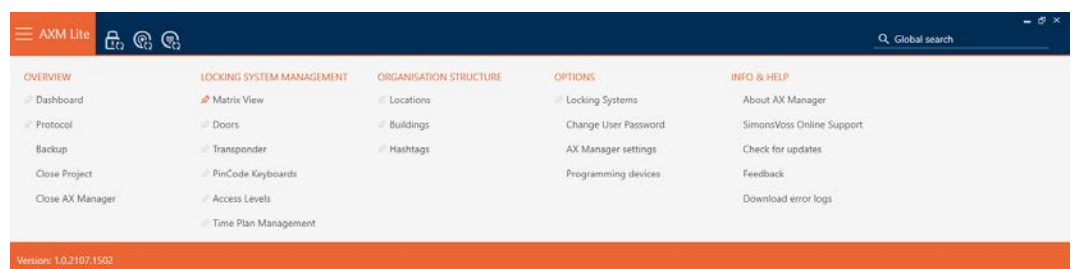 AXM Lite
Global search
OVERVIEW
Dashboard
Protocol
Backup
Close Project
Close AX Manager
LOCKING SYSTEM MANAGEMENT
Matrix View
Doors
Transponder
PinCode Keyboards
Access Levels
Time Plan Management
ORGANISATION STRUCTURE
Locations
Buildings
Hashtags
OPTIONS
Locking Systems
Change User Password
AX Manager settings
Programming devices
INFO & HELP
About AX Manager
SimonsVoss Online Support
Check for updates
Feedback
Download error logs
Version: 1.0.2107.1502